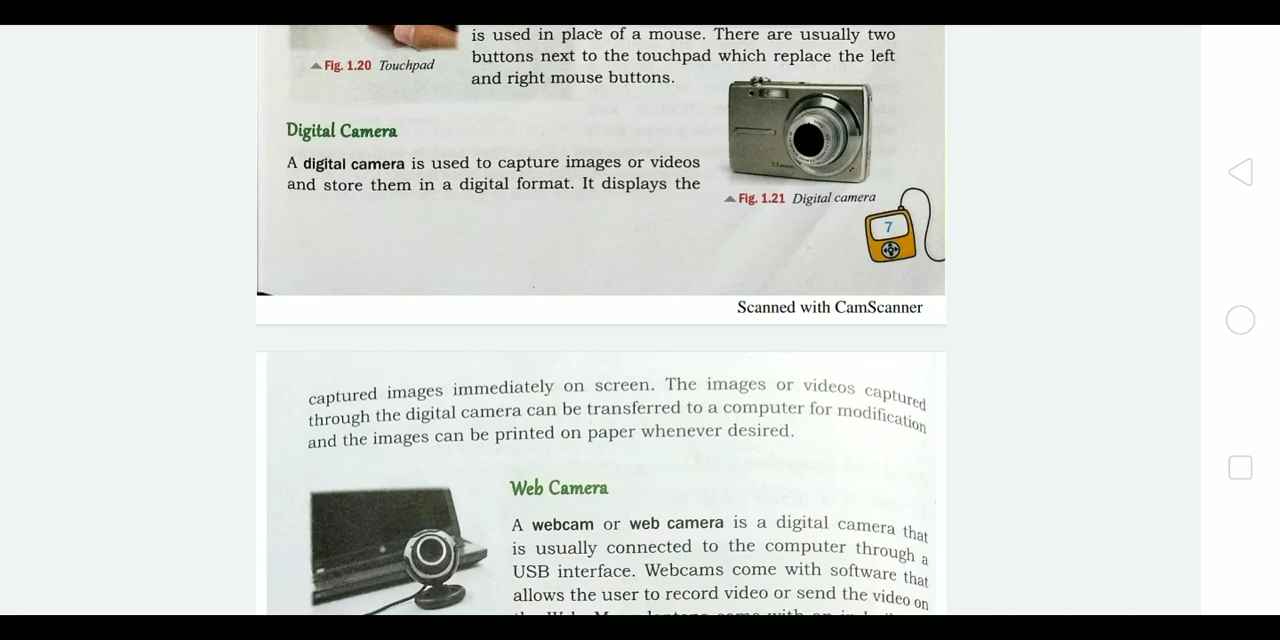 is used in place of a mouse. There are usually two
buttons next to the touchpad which replace the left
and right mouse buttons.
Fig. 1.20 Touchpad
Digital Camera
A digital camera is used to capture images or videos
and store them in a digital format. It displays the
Fig. 1.21 Digital camera
7
Scanned with CamScanner
captured images immediately on screen. The images or videos captured
through the digital camera can be transferred to a computer for modification
and the images can be printed on paper whenever desired.
Web Camera
A webcam or web camera is a digital camera that
is usually connected to the computer through a
USB interface. Webcams come with software that
allows the user to record video or send the video on